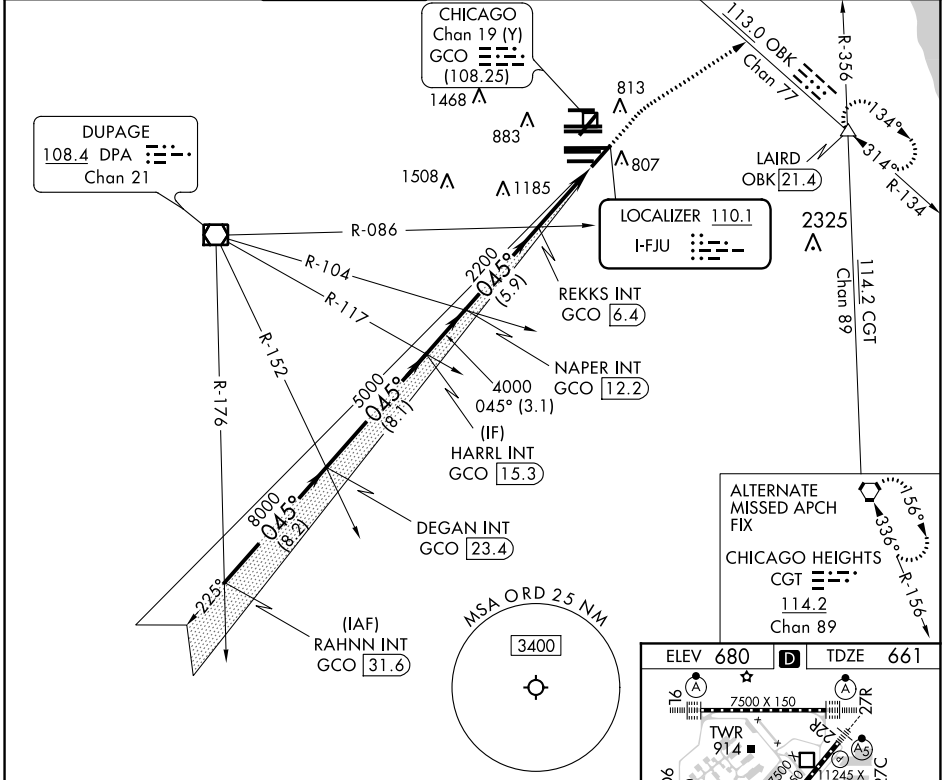 CHICAGO
Chan 19 (Y)
GCO
(108.25)
1468
883
813
807
1508
1185
DUPAGE
108.4 DPA
Chan 21
113.0 OBK
Chan 77
R-356
134°
314°
R-134
LAIRD
OBK 21.4
2325
114.2 CGT
Chan 89
LOCALIZER 110.1
I-FJU
R-086
R-104
R-117
R-152
R-176
2200
045°
(5.9)
REKKS INT
GCO 6.4
NAPER INT
GCO 12.2
4000
045° (3.1)
5000
045°
(8.1)
(IF)
HARRL INT
GCO 15.3
8000
045°
(8.2)
DEGAN INT
GCO 23.4
225°
(IAF)
RAHNN INT
GCO 31.6
MSA ORD 25 NM
3400
ALTERNATE
MISSED APCH
FIX
CHICAGO HEIGHTS
CGT
114.2
Chan 89
156°
336°
R-156
ELEV 680 D TDZE 661
A
A
9L
7500 X 150
27R
TWR
914
22R
A5
P
7500 X
11245 X
27C